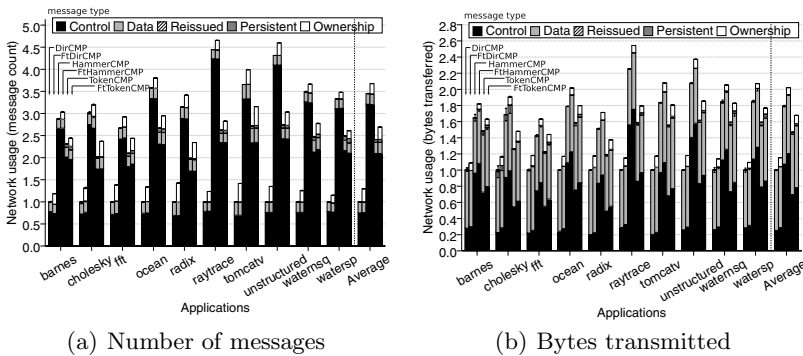 message type
Control Data Reissued Persistent Ownership
DirCMP
FtDirCMP
HammerCMP
FtHammerCMP
TokenCMP
FtTokenCMP
Network usage (message count)
5.0
4.5
4.0
3.5
3.0
2.5
2.0
1.5
1.0
0.5
0.0
barnes
cholesky
fft
ocean
radix
raytrace
tomcatv
unstructured
waternsq
watersp
Average
Applications
(a) Number of messages
message type
Control Data Reissued Persistent Ownership
DirCMP
FtDirCMP
HammerCMP
FtHammerCMP
TokenCMP
FtTokenCMP
Network usage (bytes transferred)
2.8
2.6
2.4
2.2
2.0
1.8
1.6
1.4
1.2
1.0
0.8
0.6
0.4
0.2
0.0
barnes
cholesky
fft
ocean
radix
raytrace
tomcatv
unstructured
waternsq
watersp
Average
Applications
(b) Bytes transmitted